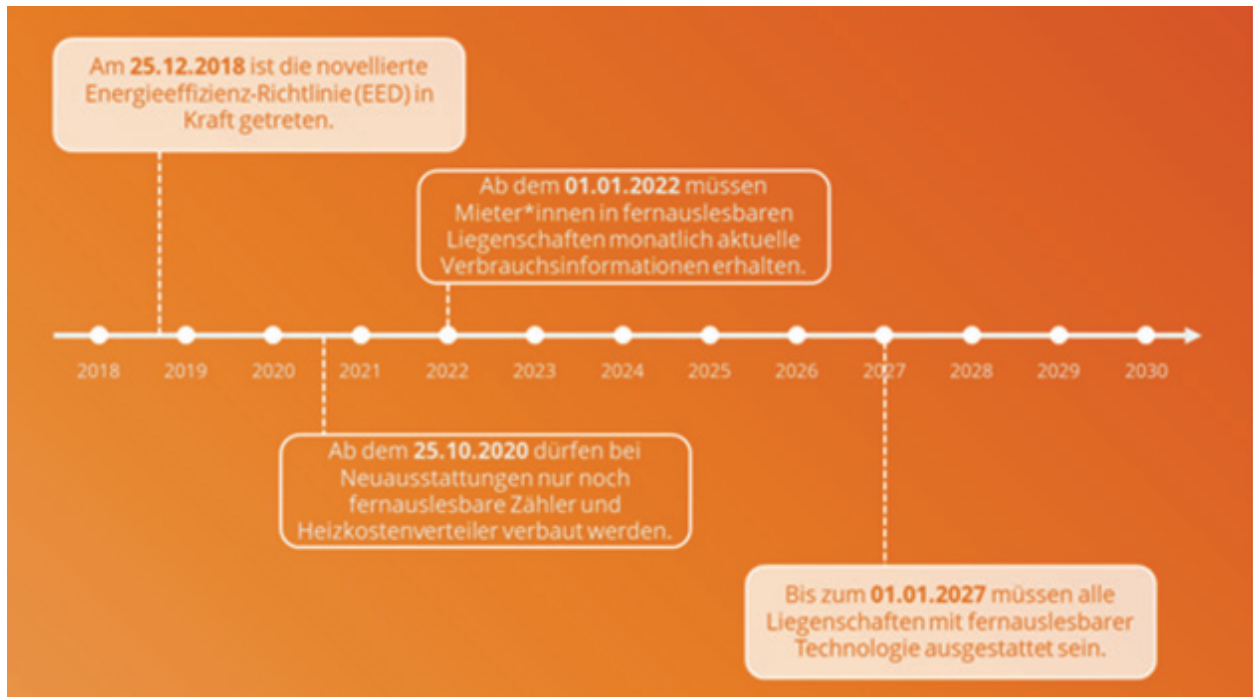 Am 25.12.2018 ist die novellierte
Energieeffizienz-Richtlinie (EED) in
Kraft getreten.
Ab dem 01.01.2022 müssen
Mieter*innen in fernauslesbaren
Liegenschaften monatlich aktuelle
Verbrauchsinformationen erhalten.
2018 2019 2020 2021 2022 2023 2024 2025 2026 2027 2028 2029 2030
Ab dem 25.10.2020 dürfen bei
Neuausstattungen nur noch
fernauslesbare Zähler und
Heizkostenverteiler verbaut werden.
Bis zum 01.01.2027 müssen alle
Liegenschaften mit fernauslesbarer
Technologie ausgestattet sein.